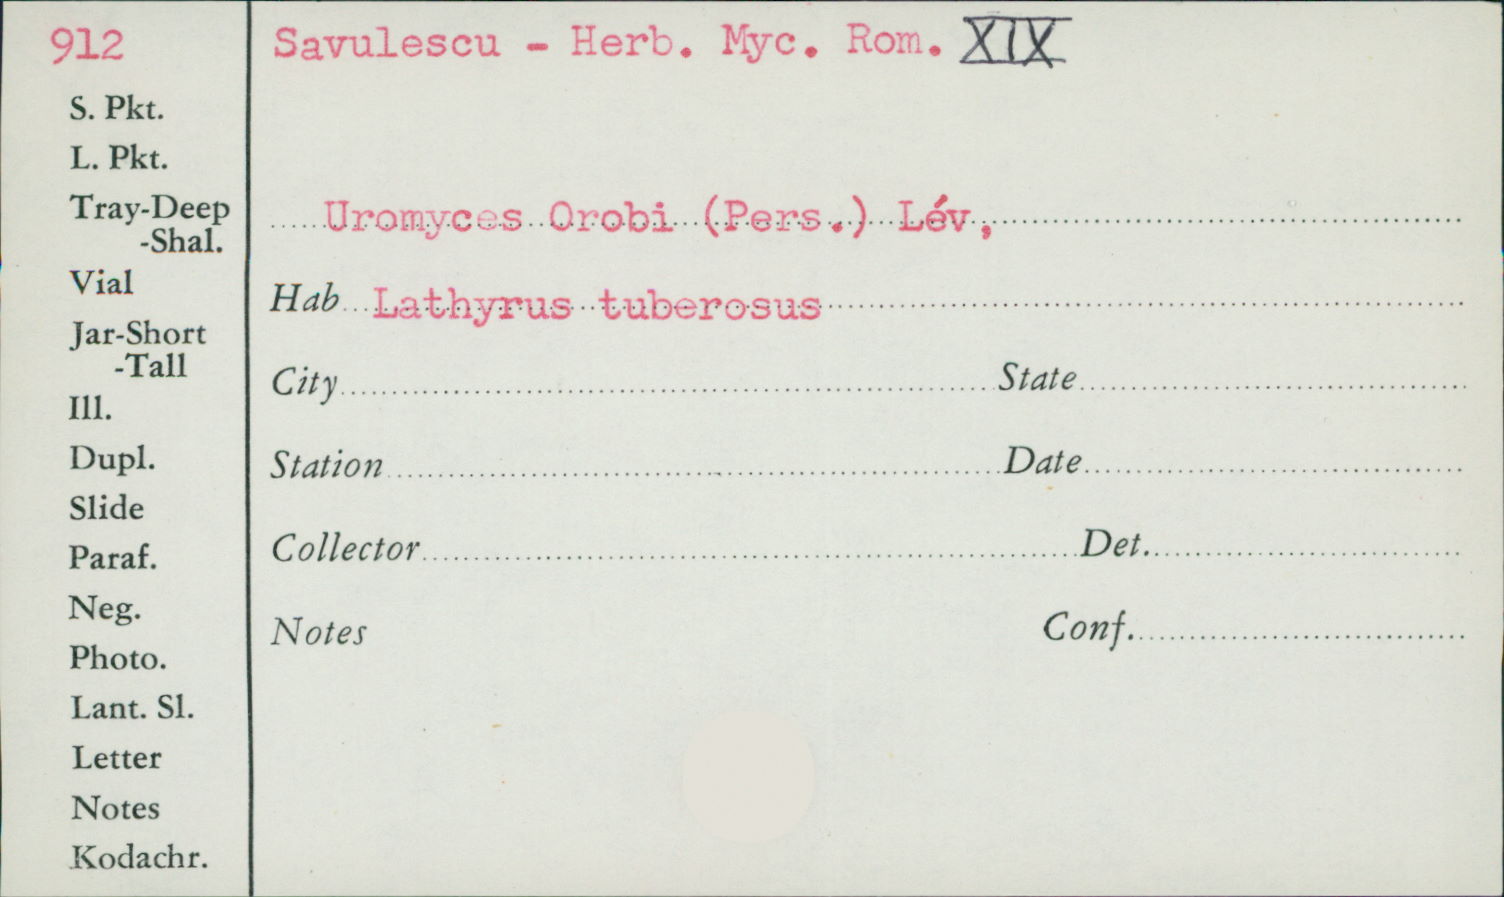 912
Savulescu - Herb. Myc. Rom. XIX
S. Pkt.
L. Pkt.
Tray-Deep
-Shal.
Vial
Jar-Short
-Tall
Ill.
Dupl.
Slide
Paraf.
Neg.
Photo.
Lant. Sl.
Letter
Notes
Kodachr.
Uromyces Orobi (Pers.) Lév,
Hab Lathyrus tuberosus
City State
Station Date
Collector Det.
Notes Conf.